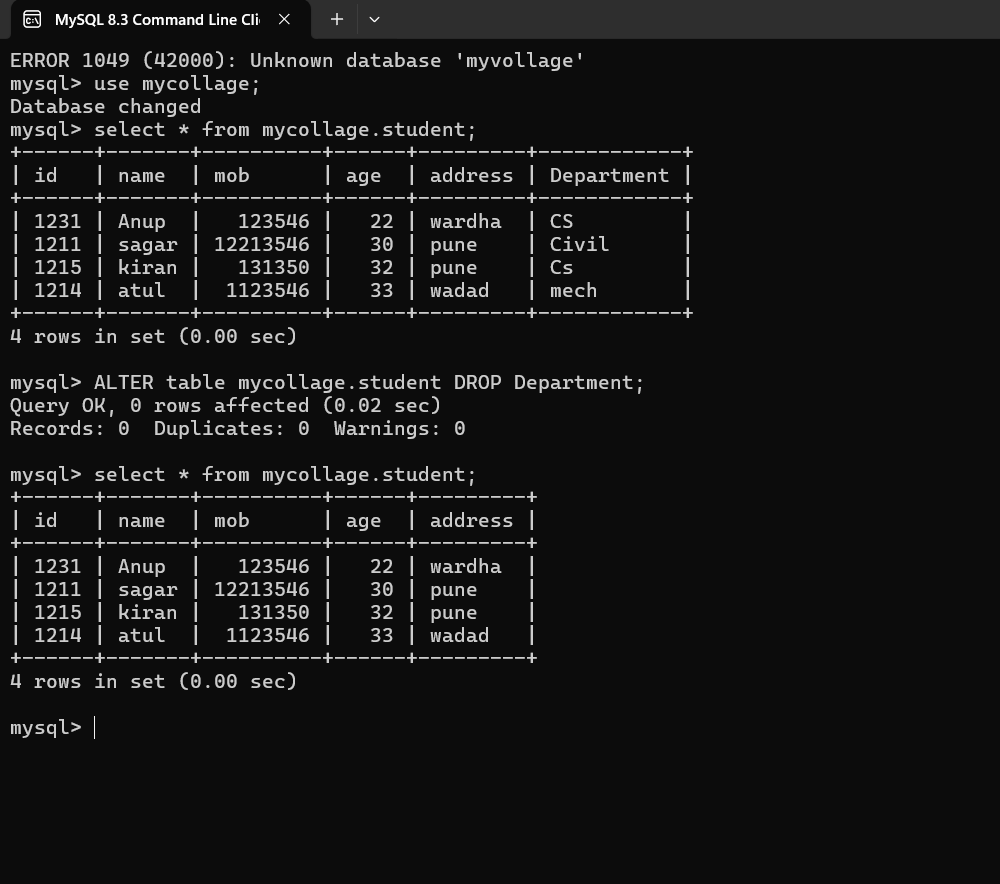 MySQL 8.3 Command Line Cli
ERROR 1049 (42000): Unknown database 'myvollage'
mysql> use mycollage;
Database changed
mysql> select * from mycollage.student;
+------+-------+----------+------+---------+------------+
| id   | name  | mob      | age  | address | Department |
+------+-------+----------+------+---------+------------+
| 1231 | Anup  |   123546 |   22 | wardha  | CS         |
| 1211 | sagar | 12213546 |   30 | pune    | Civil      |
| 1215 | kiran |   131350 |   32 | pune    | Cs         |
| 1214 | atul  |  1123546 |   33 | wadad   | mech       |
+------+-------+----------+------+---------+------------+
4 rows in set (0.00 sec)
mysql> ALTER table mycollage.student DROP Department;
Query OK, 0 rows affected (0.02 sec)
Records: 0  Duplicates: 0  Warnings: 0
mysql> select * from mycollage.student;
+------+-------+----------+------+---------+
| id   | name  | mob      | age  | address |
+------+-------+----------+------+---------+
| 1231 | Anup  |   123546 |   22 | wardha  |
| 1211 | sagar | 12213546 |   30 | pune    |
| 1215 | kiran |   131350 |   32 | pune    |
| 1214 | atul  |  1123546 |   33 | wadad   |
+------+-------+----------+------+---------+
4 rows in set (0.00 sec)
mysql>